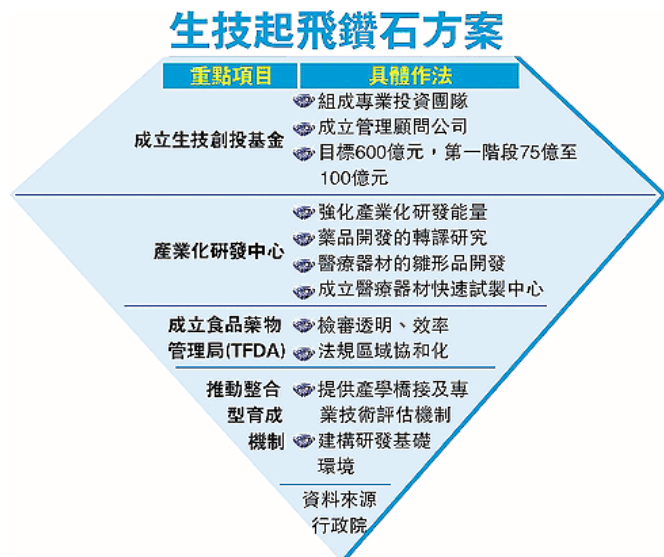 生技起飛鑽石方案
重點項目 具體作法
成立生技創投基金
組成專業投資團隊
成立管理顧問公司
目標600億元，第一階段75億至
100億元
產業化研發中心
強化產業化研發能量
藥品開發的轉譯研究
醫療器材的雛形品開發
成立醫療器材快速試製中心
成立食品藥物
管理局(TFDA)
檢審透明、效率
法規區域協和化
推動整合
型育成
機制
提供產學橋接及專
業技術評估機制
建構研發基礎
環境
資料來源
行政院